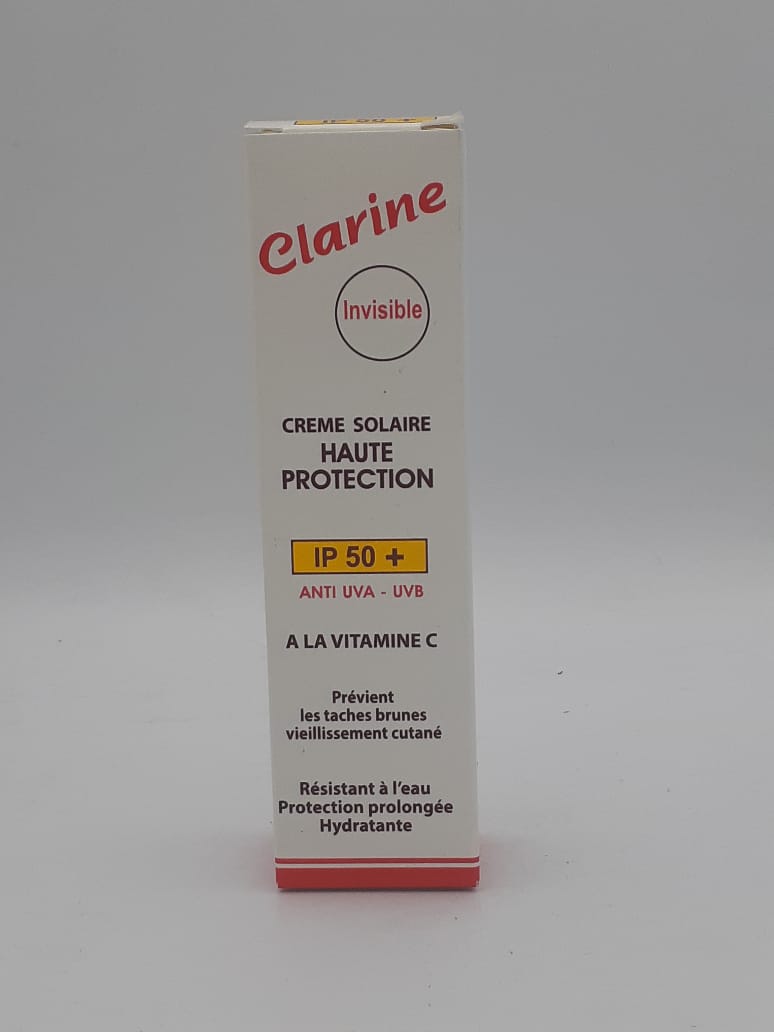 IP 50 +
Clarine
Invisible
CREME SOLAIRE
HAUTE
PROTECTION
IP 50 +
ANTI UVA - UVB
A LA VITAMINE C
Prévient
les taches brunes
vieillissement cutané
Résistant à l'eau
Protection prolongée
Hydratante